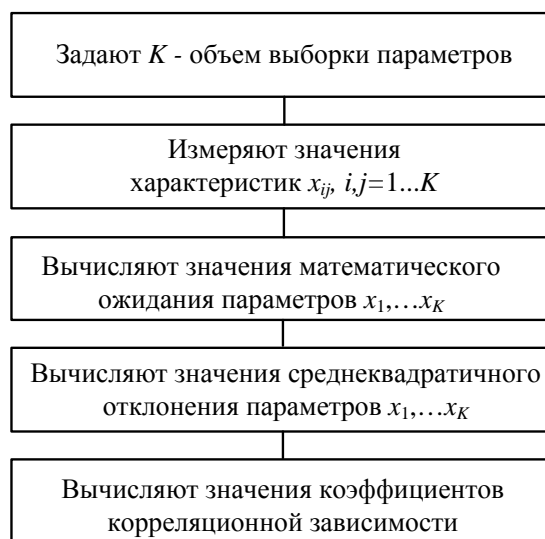 Задают K - объем выборки параметров
Измеряют значения
характеристик xij, i,j=1...K
Вычисляют значения математического
ожидания параметров x1,…xK
Вычисляют значения среднеквадратичного
отклонения параметров x1,…xK
Вычисляют значения коэффициентов
корреляционной зависимости